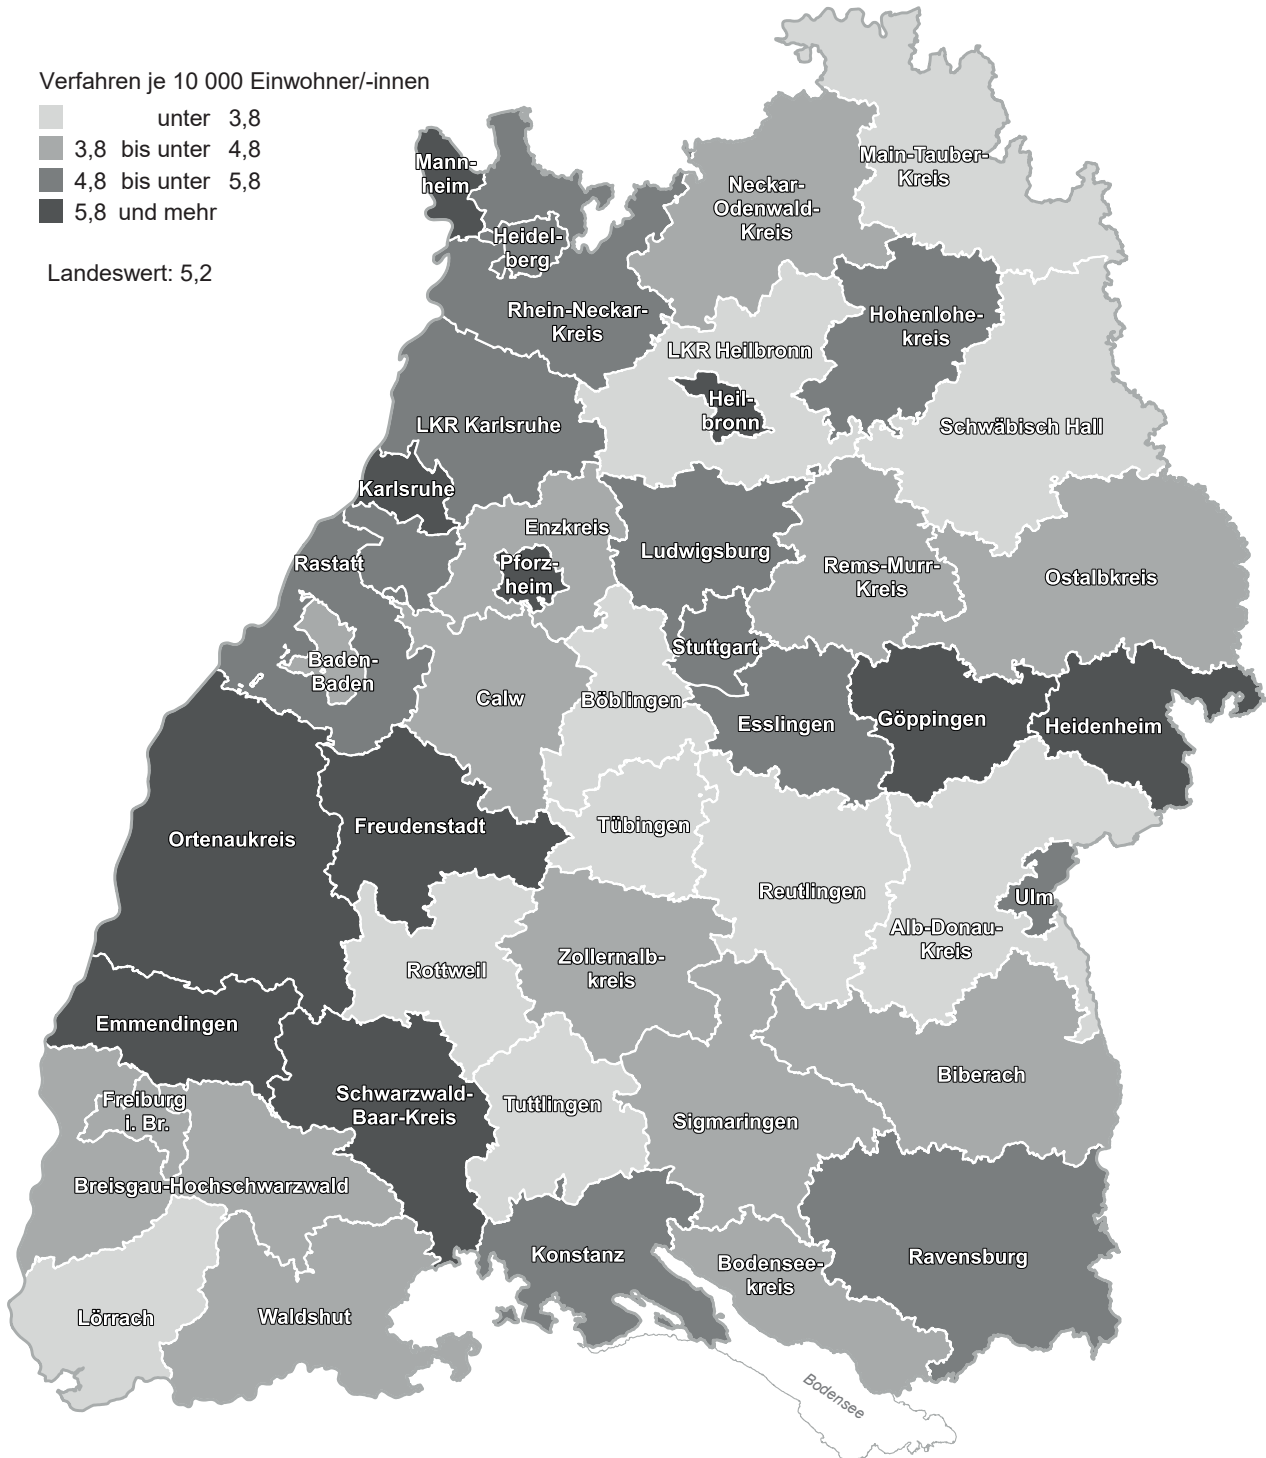 Verfahren je 10 000 Einwohner/-innen
unter 3,8
3,8 bis unter 4,8
4,8 bis unter 5,8
5,8 und mehr
Landeswert: 5,2
Main-Tauber-
Kreis
Mann-
heim
Neckar-
Odenwald-
Kreis
Heidel-
berg
Rhein-Neckar-
Kreis
Hohenlohe-
kreis
LKR Heilbronn
Heil-
bronn
LKR Karlsruhe
Schwäbisch Hall
Karlsruhe
Enzkreis
Ludwigsburg
Rastatt
Pforz-
heim
Rems-Murr-
Kreis
Ostalbkreis
Stuttgart
Baden-
Baden
Calw
Böblingen
Esslingen
Göppingen
Heidenheim
Ortenaukreis
Freudenstadt
Tübingen
Reutlingen
Ulm
Alb-Donau-
Kreis
Rottweil
Zollernalb-
kreis
Emmendingen
Biberach
Freiburg
i. Br.
Schwarzwald-
Baar-Kreis
Tuttlingen
Sigmaringen
Breisgau-Hochschwarzwald
Konstanz
Bodensee-
kreis
Ravensburg
Lörrach
Waldshut
Bodensee